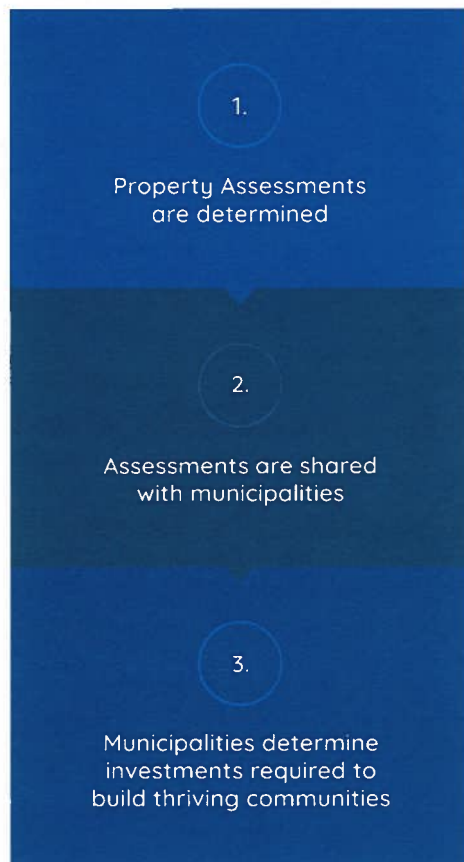 1.
Property Assessments
are determined
2.
Assessments are shared
with municipalities
3.
Municipalities determine
investments required to
build thriving communities